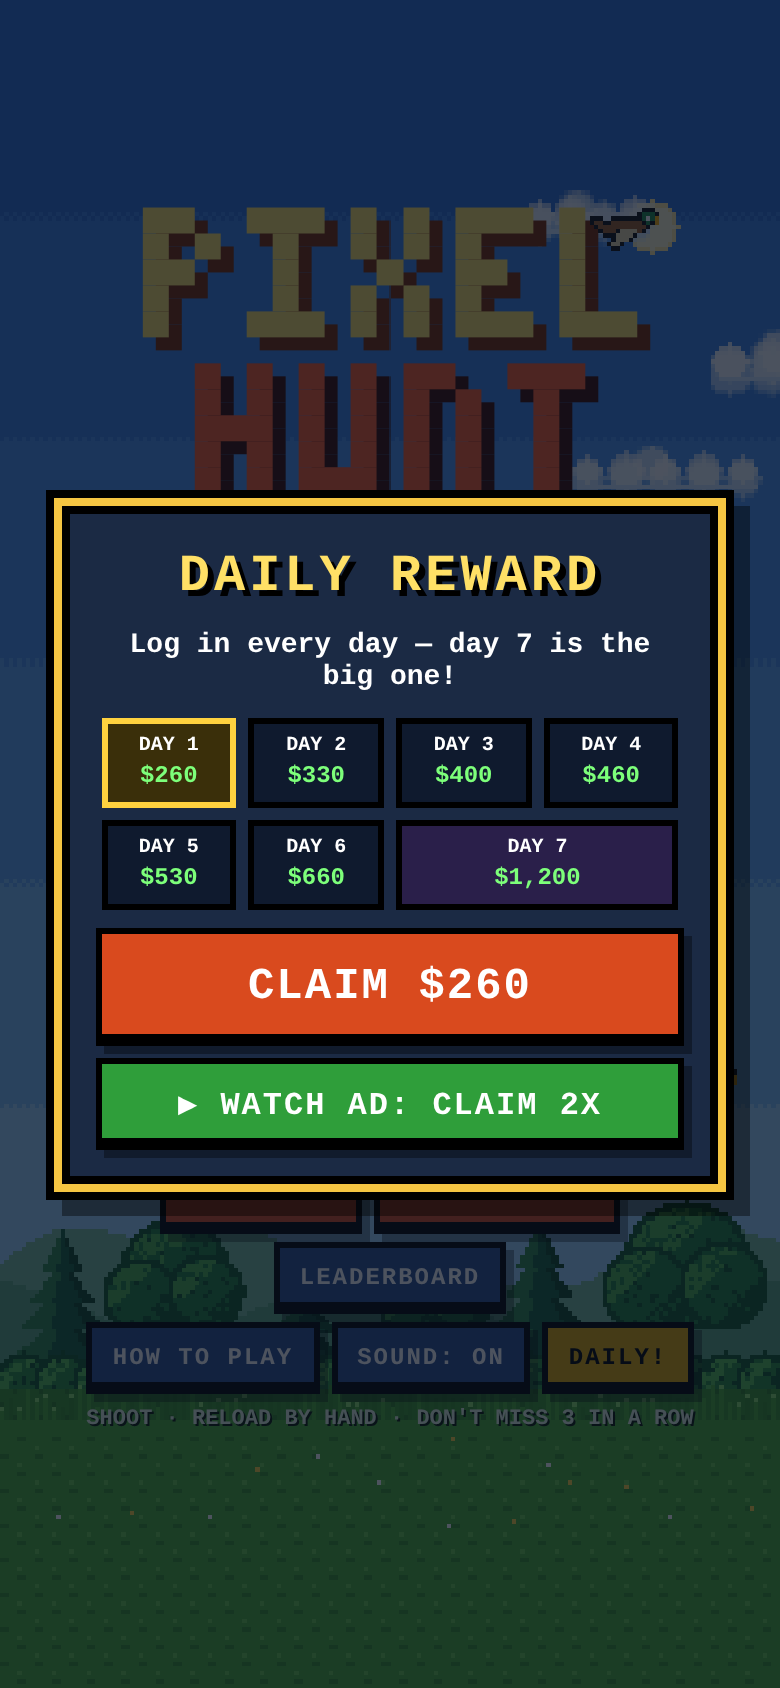 PIXEL
HUNT
DAILY REWARD
Log in every day — day 7 is the
big one!
DAY 1
$260
DAY 2
$330
DAY 3
$400
DAY 4
$460
DAY 5
$530
DAY 6
$660
DAY 7
$1,200
CLAIM $260
▶ WATCH AD: CLAIM 2X
LEADERBOARD
HOW TO PLAY
SOUND: ON
DAILY!
SHOOT · RELOAD BY HAND · DON'T MISS 3 IN A ROW